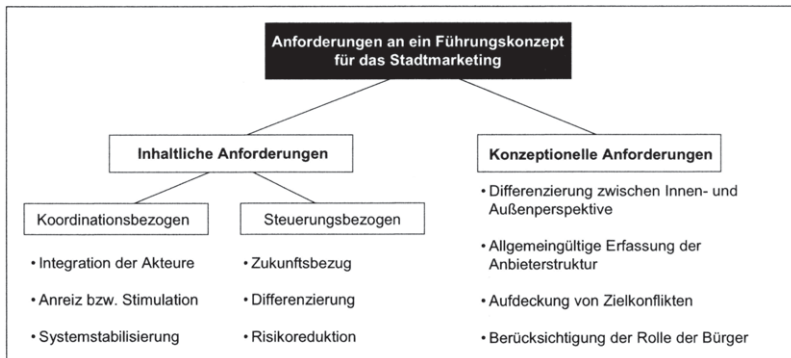 Anforderungen an ein Führungskonzept
für das Stadtmarketing
Inhaltliche Anforderungen
Koordinationsbezogen
• Integration der Akteure
• Anreiz bzw. Stimulation
• Systemstabilisierung
Steuerungsbezogen
• Zukunftsbezug
• Differenzierung
• Risikoreduktion
Konzeptionelle Anforderungen
• Differenzierung zwischen Innen- und
Außenperspektive
• Allgemeingültige Erfassung der
Anbieterstruktur
• Aufdeckung von Zielkonflikten
• Berücksichtigung der Rolle der Bürger